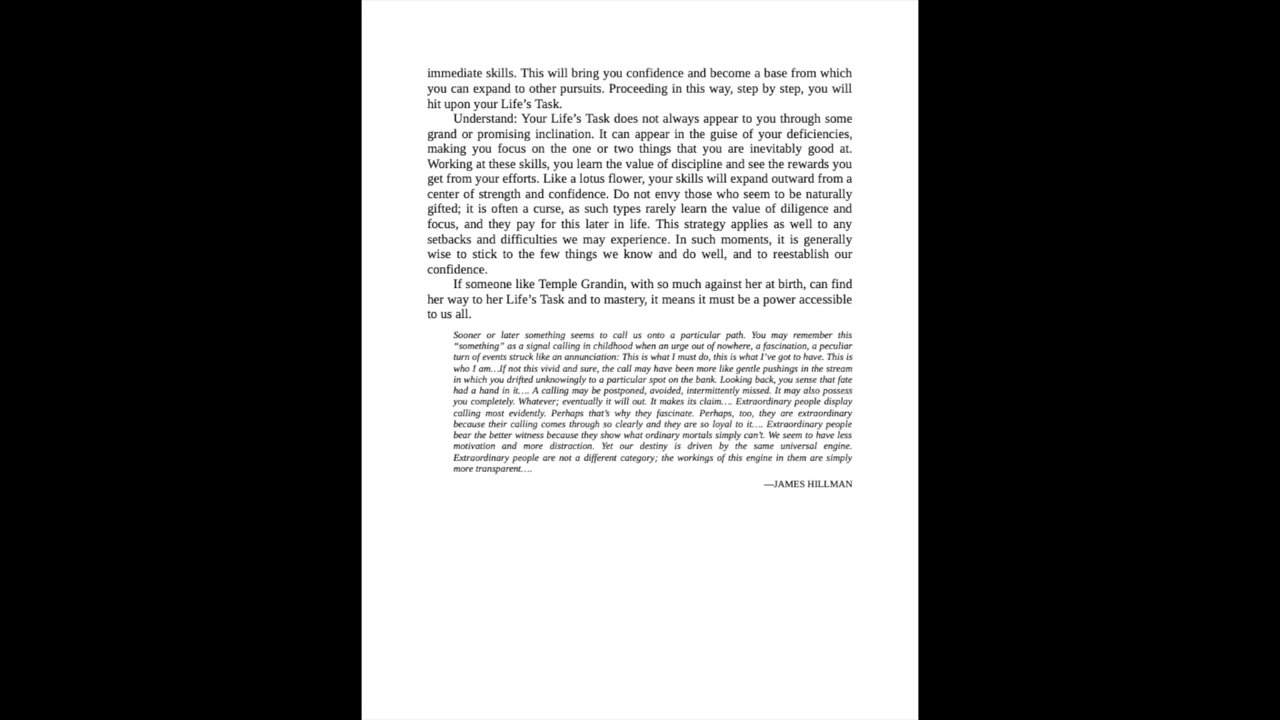 immediate skills. This will bring you confidence and become a base from which
you can expand to other pursuits. Proceeding in this way, step by step, you will
hit upon your Life’s Task.
Understand: Your Life’s Task does not always appear to you through some
grand or promising inclination. It can appear in the guise of your deficiencies,
making you focus on the one or two things that you are inevitably good at.
Working at these skills, you learn the value of discipline and see the rewards you
get from your efforts. Like a lotus flower, your skills will expand outward from a
center of strength and confidence. Do not envy those who seem to be naturally
gifted; it is often a curse, as such types rarely learn the value of diligence and
focus, and they pay for this later in life. This strategy applies as well to any
setbacks and difficulties we may experience. In such moments, it is generally
wise to stick to the few things we know and do well, and to reestablish our
confidence.
If someone like Temple Grandin, with so much against her at birth, can find
her way to her Life’s Task and to mastery, it means it must be a power accessible
to us all.
Sooner or later something seems to call us onto a particular path. You may remember this
“something” as a signal calling in childhood when an urge out of nowhere, a fascination, a peculiar
turn of events struck like an annunciation: This is what I must do, this is what I’ve got to have. This is
who I am…If not this vivid and sure, the call may have been more like gentle pushings in the stream
in which you drifted unknowingly to a particular spot on the bank. Looking back, you sense that fate
had a hand in it…. A calling may be postponed, avoided, intermittently missed. It may also possess
you completely. Whatever; eventually it will out. It makes its claim…. Extraordinary people display
calling most evidently. Perhaps that’s why they fascinate. Perhaps, too, they are extraordinary
because their calling comes through so clearly and they are so loyal to it…. Extraordinary people
bear the better witness because they show what ordinary mortals simply can’t. We seem to have less
motivation and more distraction. Yet our destiny is driven by the same universal engine.
Extraordinary people are not a different category; the workings of this engine in them are simply
more transparent….
—JAMES HILLMAN